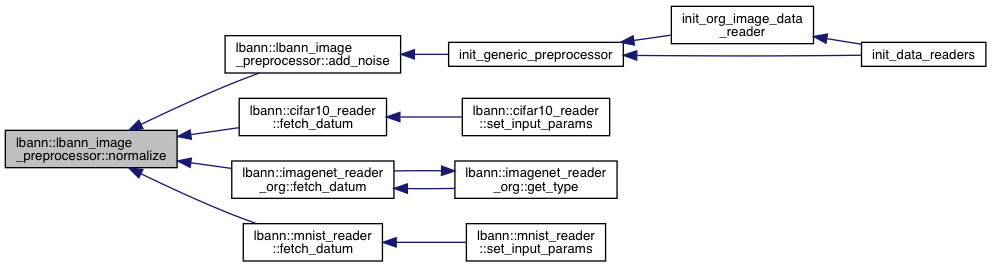 lbann::lbann_image
_preprocessor::normalize
lbann::lbann_image
_preprocessor::add_noise
init_generic_preprocessor
init_org_image_data
_reader
init_data_readers
lbann::cifar10_reader
::fetch_datum
lbann::cifar10_reader
::set_input_params
lbann::imagenet_reader
_org::fetch_datum
lbann::imagenet_reader
_org::get_type
lbann::mnist_reader
::fetch_datum
lbann::mnist_reader
::set_input_params